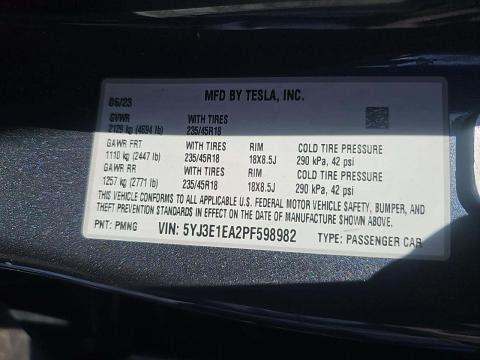 MFD BY TESLA, INC.
06/23
GVWR WITH TIRES
2129 kg (4694 lb) 235/45R18
GAWR FRT WITH TIRES RIM COLD TIRE PRESSURE
1110 kg (2447 lb) 235/45R18 18X8.5J 290 kPa, 42 psi
GAWR RR WITH TIRES RIM COLD TIRE PRESSURE
1257 kg (2771 lb) 235/45R18 18X8.5J 290 kPa, 42 psi
THIS VEHICLE CONFORMS TO ALL APPLICABLE U.S. FEDERAL MOTOR VEHICLE SAFETY, BUMPER, AND
THEFT PREVENTION STANDARDS IN EFFECT ON THE DATE OF MANUFACTURE SHOWN ABOVE.
PNT: PMNG VIN: 5YJ3E1EA2PF598982 TYPE: PASSENGER CAR